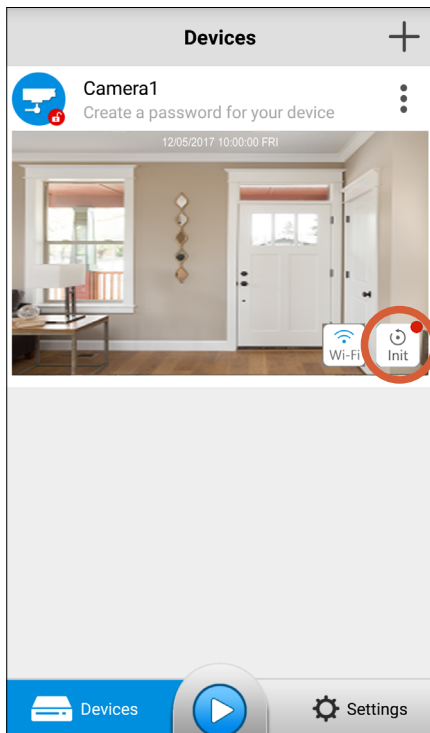 Devices
Camera1
Create a password for your device
12/05/2017 10:00:00 FRI
Wi-Fi
Init
Devices
Settings